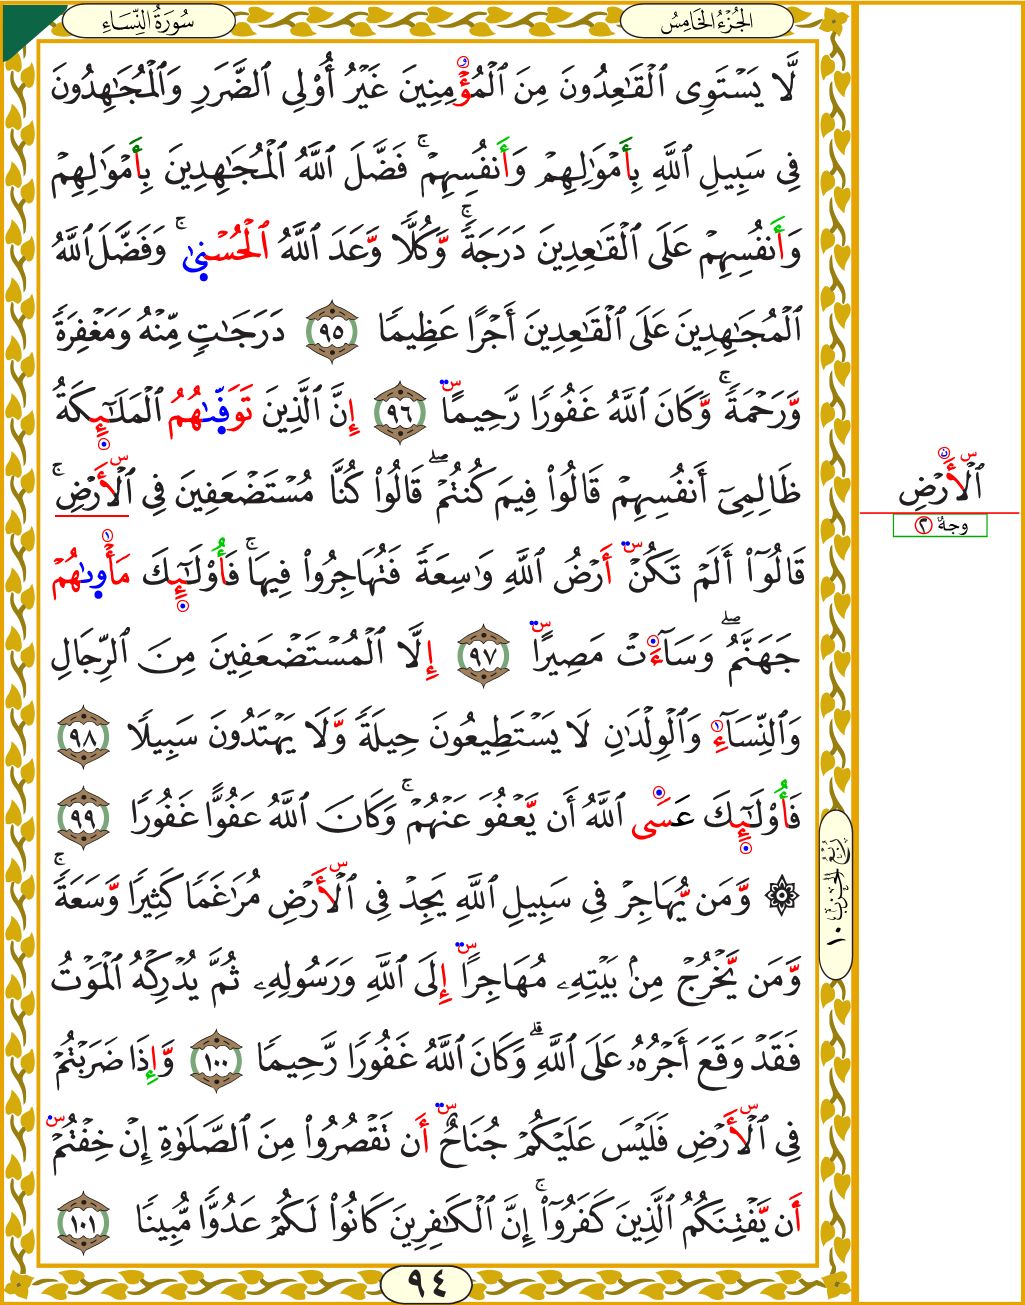 سُورَةُ النِّسَاءِ
الجُزْءُ الخَامِسُ
لَّا يَسْتَوِى ٱلْقَـٰعِدُونَ مِنَ ٱلْمُؤْمِنِينَ غَيْرُ أُوْلِى ٱلضَّرَرِ وَٱلْمُجَـٰهِدُونَ
فِى سَبِيلِ ٱللَّهِ بِأَمْوَٰلِهِمْ وَأَنفُسِهِمْ ۚ فَضَّلَ ٱللَّهُ ٱلْمُجَـٰهِدِينَ بِأَمْوَٰلِهِمْ
وَأَنفُسِهِمْ عَلَى ٱلْقَـٰعِدِينَ دَرَجَةً ۚ وَّكُلًّا وَّعَدَ ٱللَّهُ ٱلْحُسْنٜىٰ ۚ وَفَضَّلَ ٱللَّهُ
ٱلْمُجَـٰهِدِينَ عَلَى ٱلْقَـٰعِدِينَ أَجْرًا عَظِيمًا ٩٥ دَرَجَـٰتٍ مِّنْهُ وَمَغْفِرَةً
وَّرَحْمَةً ۚ وَّكَانَ ٱللَّهُ غَفُورًا رَّحِيمًا س ٩٦ إِنَّ ٱلَّذِينَ تَوَفّٜىٰهُمُ ٱلْمَلَـٰٓئِكَةُ
ظَالِمِىٓ أَنفُسِهِمْ قَالُوا۟ فِيمَ كُنتُمْ ۖ قَالُوا۟ كُنَّا مُسْتَضْعَفِينَ فِى ٱلْأَرْضِ س ۚ
قَالُوٓا۟ أَلَمْ تَكُنْ س أَرْضُ ٱللَّهِ وَٰسِعَةً فَتُهَاجِرُوا۟ فِيهَا ۚ فَأُو۟لَـٰٓئِكَ مَأْوٜىٰهُمْ
جَهَنَّمُ ۖ وَسَآءَتْ مَصِيرًا س ٩٧ إِلَّا ٱلْمُسْتَضْعَفِينَ مِنَ ٱلرِّجَالِ
وَٱلنِّسَآءِ وَٱلْوِلْدَٰنِ لَا يَسْتَطِيعُونَ حِيلَةً وَّلَا يَهْتَدُونَ سَبِيلًا ٩٨
فَأُو۟لَـٰٓئِكَ عَسَى ٱللَّهُ أَن يَّعْفُوَ عَنْهُمْ ۚ وَكَانَ ٱللَّهُ عَفُوًّا غَفُورًا ٩٩
۞ وَّمَن يُّهَاجِرْ فِى سَبِيلِ ٱللَّهِ يَجِدْ فِى ٱلْأَرْضِ س مُرَٰغَمًا كَثِيرًا وَّسَعَةً ۚ
وَّمَن يَّخْرُجْ مِنۢ بَيْتِهِۦ مُهَاجِرًا س إِلَى ٱللَّهِ وَرَسُولِهِۦ ثُمَّ يُدْرِكْهُ ٱلْمَوْتُ
فَقَدْ وَقَعَ أَجْرُهُۥ عَلَى ٱللَّهِ ۗ وَّكَانَ ٱللَّهُ غَفُورًا رَّحِيمًا ١٠٠ وَّإِذَا ضَرَبْتُمْ
فِى ٱلْأَرْضِ س فَلَيْسَ عَلَيْكُمْ جُنَاحٌ س أَن تَقْصُرُوا۟ مِنَ ٱلصَّلَوٰةِ إِنْ خِفْتُمْ س
أَن يَّفْتِنَكُمُ ٱلَّذِينَ كَفَرُوٓا۟ ۚ إِنَّ ٱلْكَـٰفِرِينَ كَانُوا۟ لَكُمْ عَدُوًّا مُّبِينًا ١٠١
٩٤
ٱلْأَرْضِ ن س
وجهٌ ٢
رُبْعُ الحِزْبِ ١٠